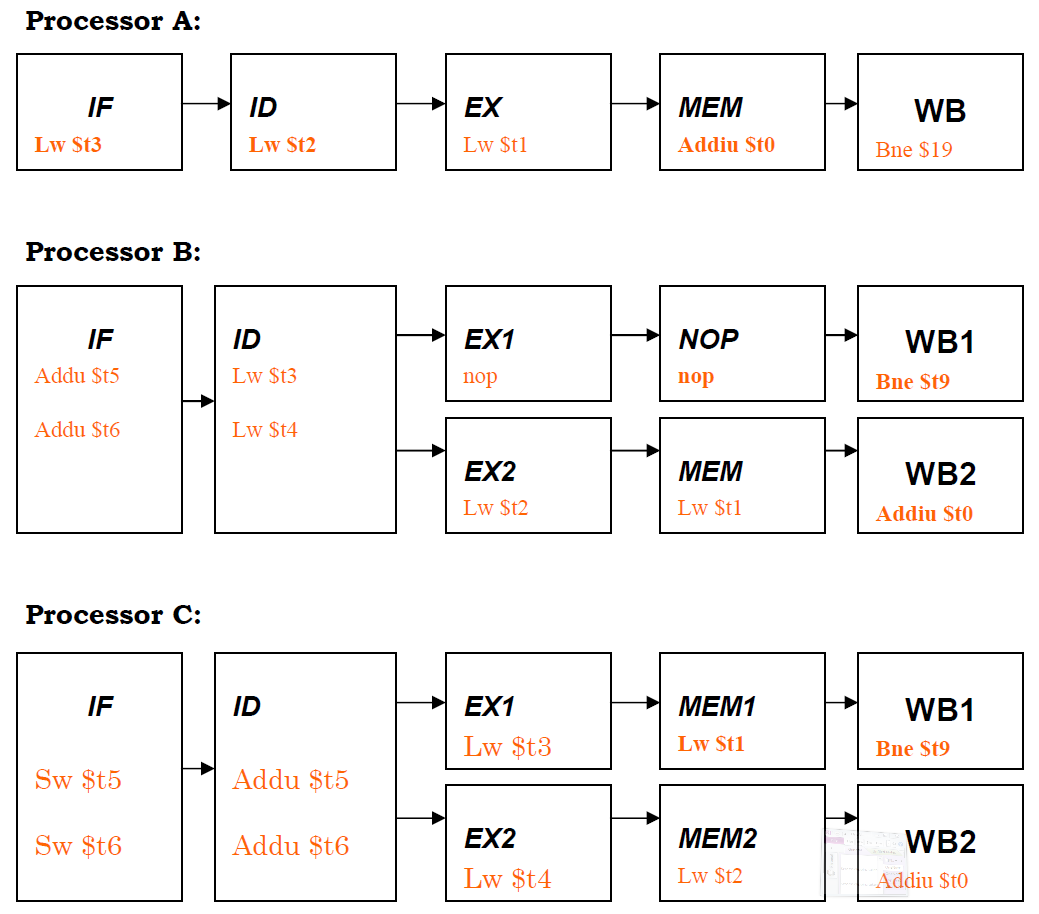 Processor A:
IF
Lw $t3
ID
Lw $t2
EX
Lw $t1
MEM
Addiu $t0
WB
Bne $19
Processor B:
IF
Addu $t5
Addu $t6
ID
Lw $t3
Lw $t4
EX1
nop
NOP
nop
WB1
Bne $t9
EX2
Lw $t2
MEM
Lw $t1
WB2
Addiu $t0
Processor C:
IF
Sw $t5
Sw $t6
ID
Addu $t5
Addu $t6
EX1
Lw $t3
MEM1
Lw $t1
WB1
Bne $t9
EX2
Lw $t4
MEM2
Lw $t2
WB2
Addiu $t0